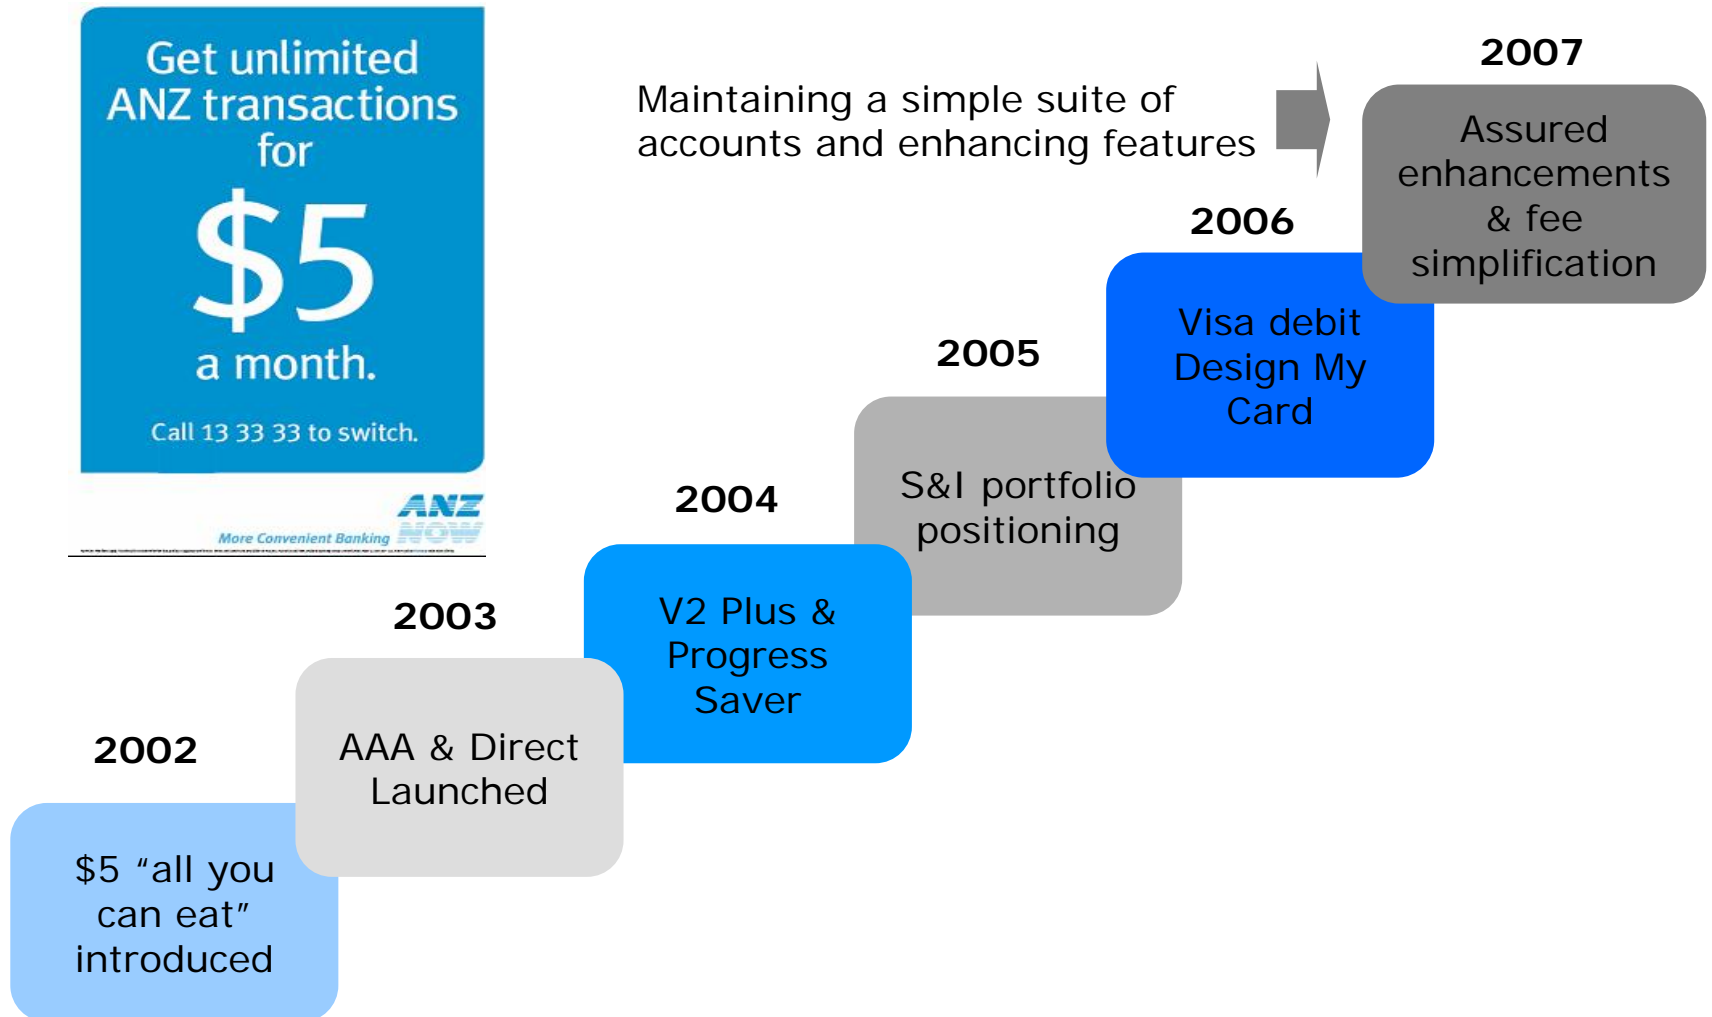 Get unlimited
ANZ transactions
for
$5
a month.
Call 13 33 33 to switch.
ANZ
NOW
More Convenient Banking
Maintaining a simple suite of
accounts and enhancing features
2007
Assured
enhancements
& fee
simplification
2006
Visa debit
Design My
Card
2005
S&I portfolio
positioning
2004
V2 Plus &
Progress
Saver
2003
AAA & Direct
Launched
2002
$5 “all you
can eat”
introduced